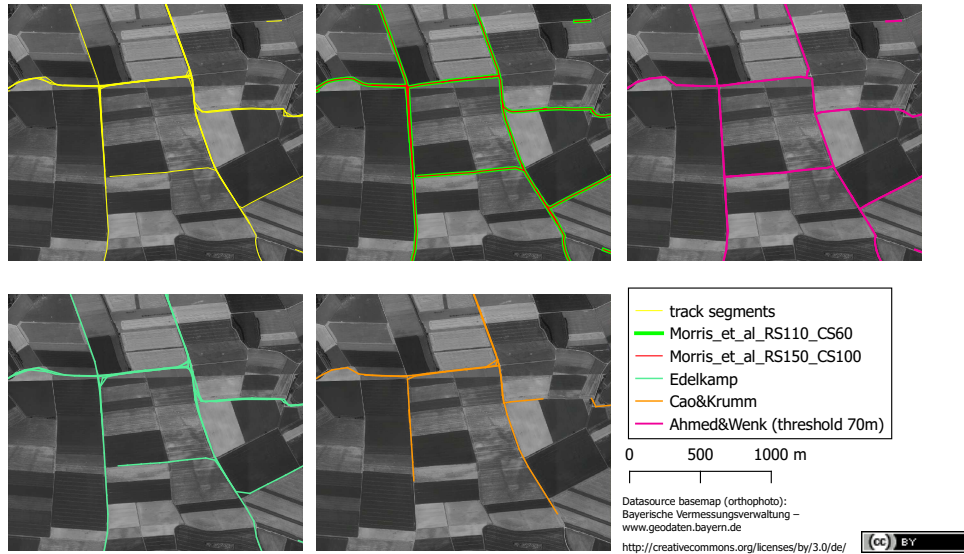 track segments
Morris_et_al_RS110_CS60
Morris_et_al_RS150_CS100
Edelkamp
Cao&Krumm
Ahmed&Wenk (threshold 70m)
0 500 1000 m
Datasource basemap (orthophoto):
Bayerische Vermessungsverwaltung –
www.geodaten.bayern.de
http://creativecommons.org/licenses/by/3.0/de/
cc BY